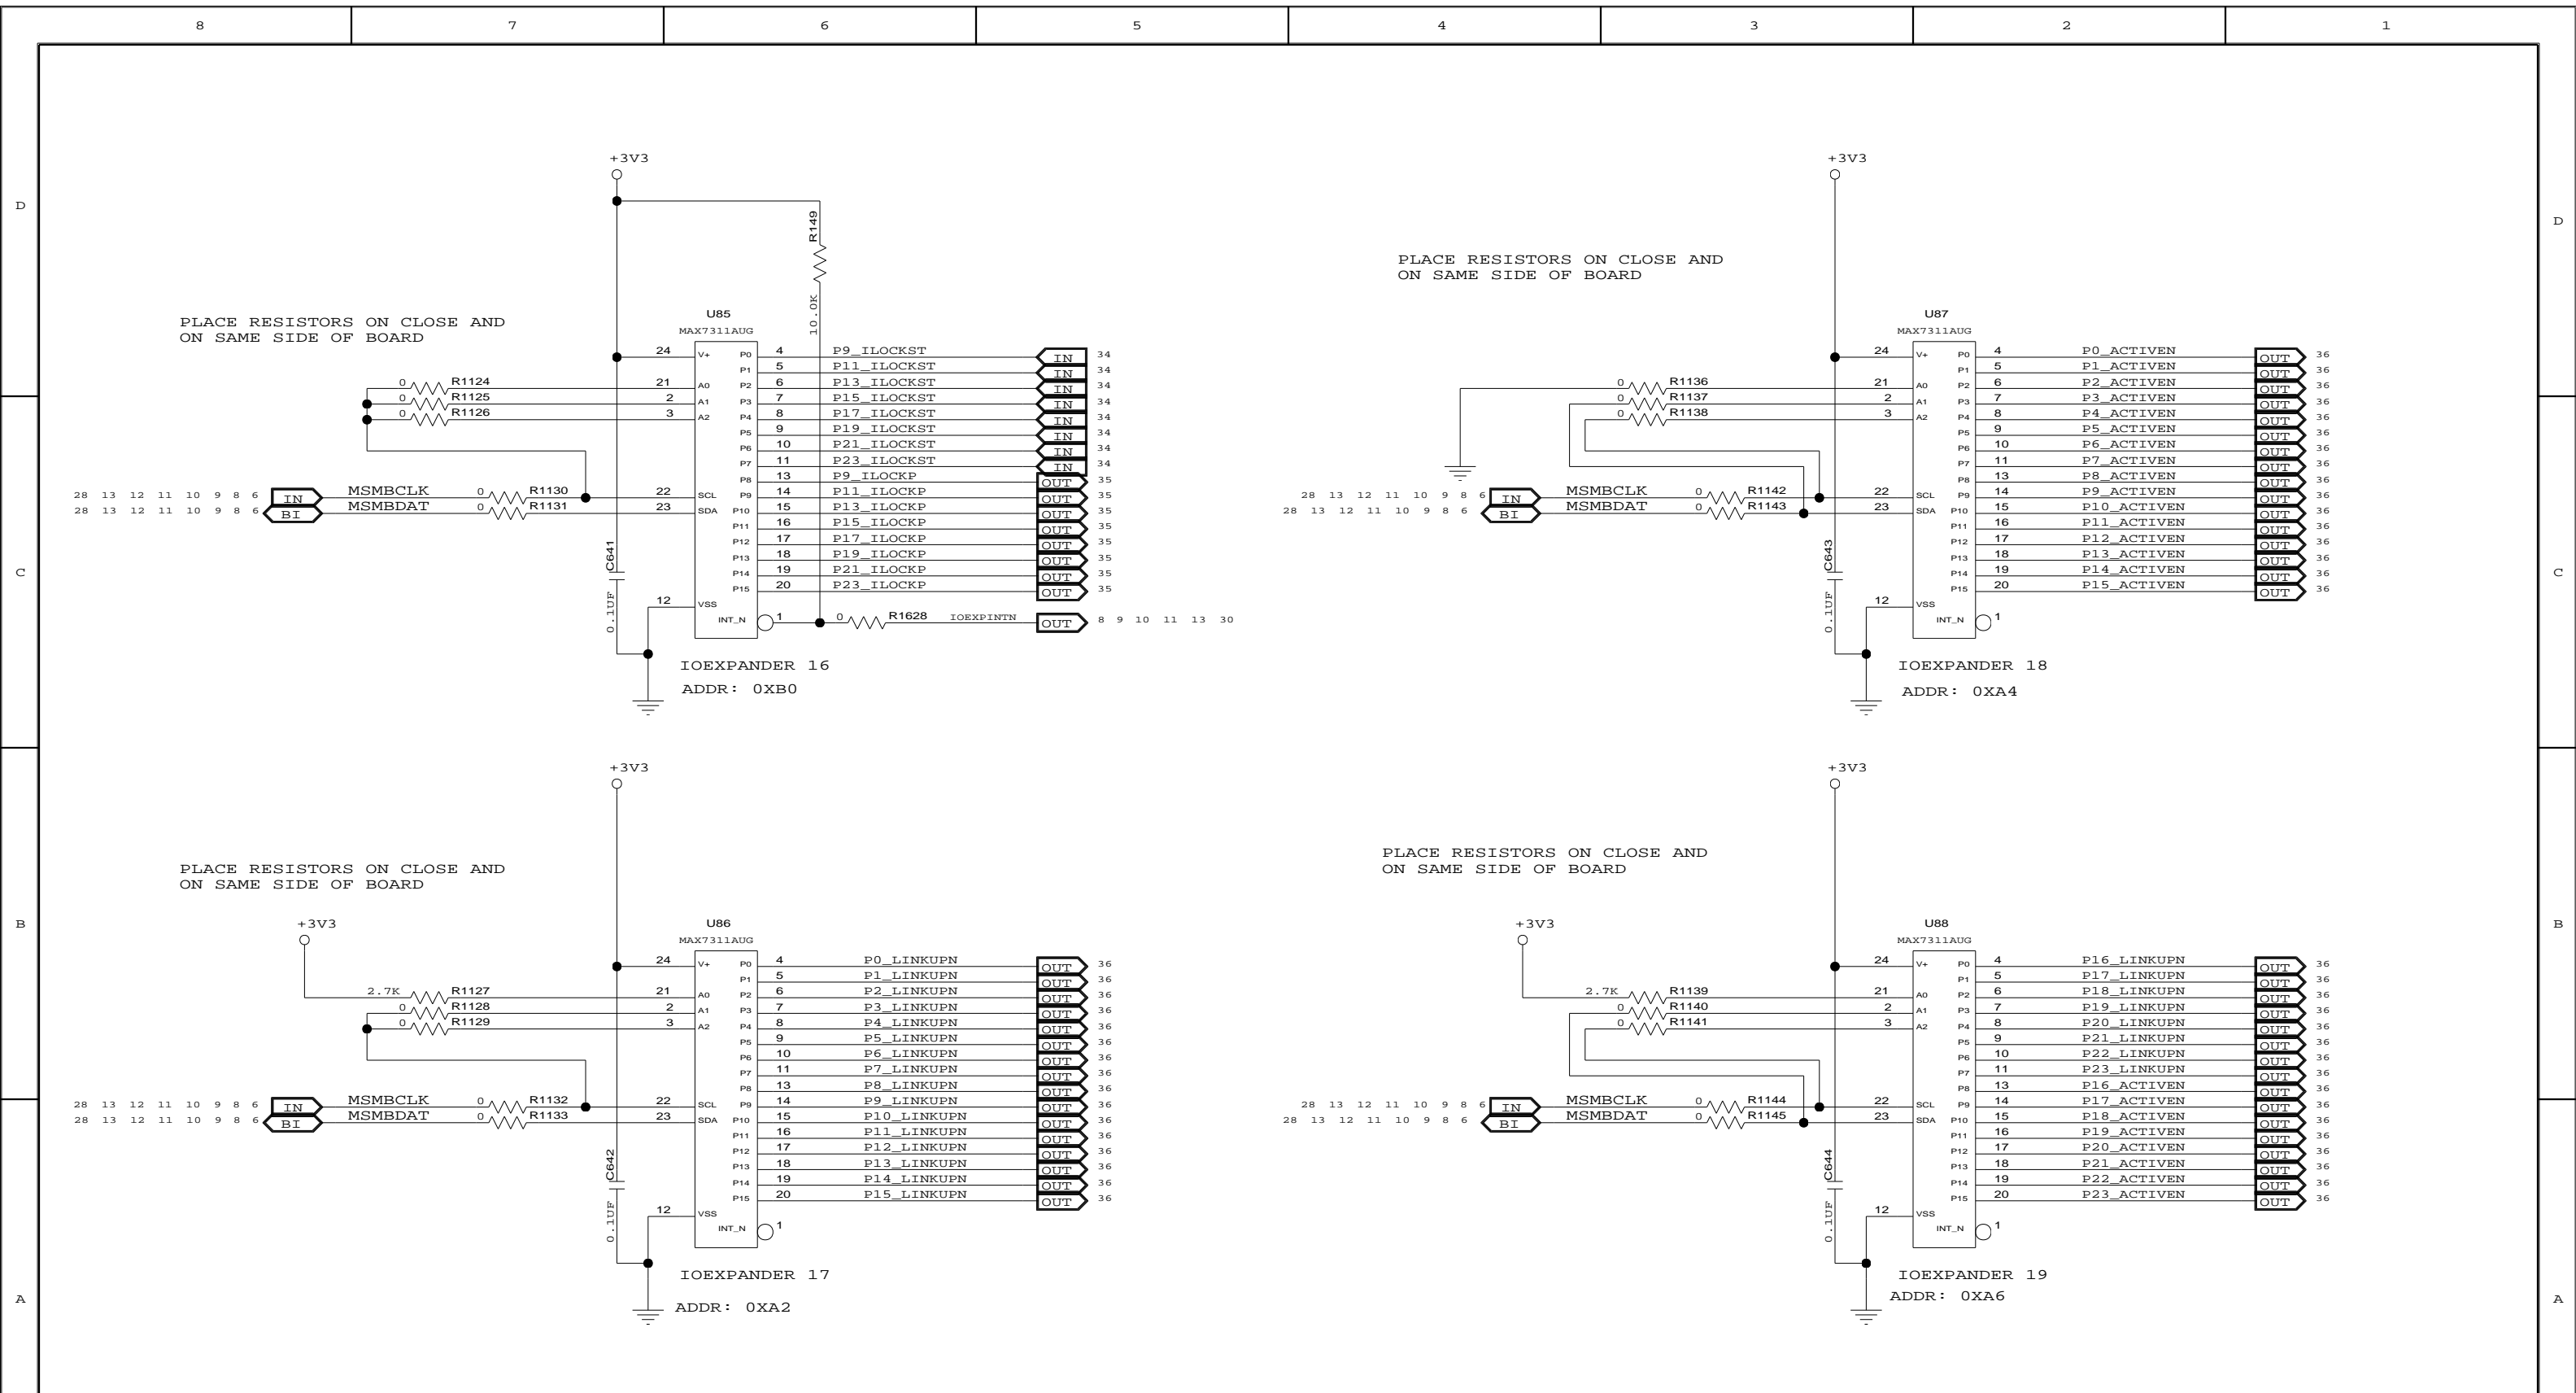 8 7 6 5 4 3 2 1
D
C
B
A
+3V3
R149
10.0K
PLACE RESISTORS ON CLOSE AND
ON SAME SIDE OF BOARD
U85
MAX7311AUG
24 V+ P0 4 P9_ILOCKST IN 34
P1 5 P11_ILOCKST IN 34
0 R1124 21 A0 P2 6 P13_ILOCKST IN 34
0 R1125 2 A1 P3 7 P15_ILOCKST IN 34
0 R1126 3 A2 P4 8 P17_ILOCKST IN 34
P5 9 P19_ILOCKST IN 34
P6 10 P21_ILOCKST IN 34
P7 11 P23_ILOCKST IN 34
P8 13 P9_ILOCKP OUT 35
28 13 12 11 10 9 8 6 IN MSMBCLK 0 R1130 22 SCL P9 14 P11_ILOCKP OUT 35
28 13 12 11 10 9 8 6 BI MSMBDAT 0 R1131 23 SDA P10 15 P13_ILOCKP OUT 35
P11 16 P15_ILOCKP OUT 35
P12 17 P17_ILOCKP OUT 35
P13 18 P19_ILOCKP OUT 35
P14 19 P21_ILOCKP OUT 35
P15 20 P23_ILOCKP OUT 35
C641
0.1UF
12 VSS
INT_N 1 0 R1628 IOEXPINTN OUT 8 9 10 11 13 30
IOEXPANDER 16
ADDR: 0XB0
+3V3
PLACE RESISTORS ON CLOSE AND
ON SAME SIDE OF BOARD
U87
MAX7311AUG
24 V+ P0 4 P0_ACTIVEN OUT 36
P1 5 P1_ACTIVEN OUT 36
0 R1136 21 A0 P2 6 P2_ACTIVEN OUT 36
0 R1137 2 A1 P3 7 P3_ACTIVEN OUT 36
0 R1138 3 A2 P4 8 P4_ACTIVEN OUT 36
P5 9 P5_ACTIVEN OUT 36
P6 10 P6_ACTIVEN OUT 36
P7 11 P7_ACTIVEN OUT 36
P8 13 P8_ACTIVEN OUT 36
28 13 12 11 10 9 8 6 IN MSMBCLK 0 R1142 22 SCL P9 14 P9_ACTIVEN OUT 36
28 13 12 11 10 9 8 6 BI MSMBDAT 0 R1143 23 SDA P10 15 P10_ACTIVEN OUT 36
P11 16 P11_ACTIVEN OUT 36
P12 17 P12_ACTIVEN OUT 36
P13 18 P13_ACTIVEN OUT 36
P14 19 P14_ACTIVEN OUT 36
P15 20 P15_ACTIVEN OUT 36
C643
0.1UF
12 VSS
INT_N 1
IOEXPANDER 18
ADDR: 0XA4
+3V3
PLACE RESISTORS ON CLOSE AND
ON SAME SIDE OF BOARD
+3V3
U86
MAX7311AUG
24 V+ P0 4 P0_LINKUPN OUT 36
P1 5 P1_LINKUPN OUT 36
2.7K R1127 21 A0 P2 6 P2_LINKUPN OUT 36
0 R1128 2 A1 P3 7 P3_LINKUPN OUT 36
0 R1129 3 A2 P4 8 P4_LINKUPN OUT 36
P5 9 P5_LINKUPN OUT 36
P6 10 P6_LINKUPN OUT 36
P7 11 P7_LINKUPN OUT 36
P8 13 P8_LINKUPN OUT 36
28 13 12 11 10 9 8 6 IN MSMBCLK 0 R1132 22 SCL P9 14 P9_LINKUPN OUT 36
28 13 12 11 10 9 8 6 BI MSMBDAT 0 R1133 23 SDA P10 15 P10_LINKUPN OUT 36
P11 16 P11_LINKUPN OUT 36
P12 17 P12_LINKUPN OUT 36
P13 18 P13_LINKUPN OUT 36
P14 19 P14_LINKUPN OUT 36
P15 20 P15_LINKUPN OUT 36
C642
0.1UF
12 VSS
INT_N 1
IOEXPANDER 17
ADDR: 0XA2
+3V3
PLACE RESISTORS ON CLOSE AND
ON SAME SIDE OF BOARD
+3V3
U88
MAX7311AUG
24 V+ P0 4 P16_LINKUPN OUT 36
P1 5 P17_LINKUPN OUT 36
2.7K R1139 21 A0 P2 6 P18_LINKUPN OUT 36
0 R1140 2 A1 P3 7 P19_LINKUPN OUT 36
0 R1141 3 A2 P4 8 P20_LINKUPN OUT 36
P5 9 P21_LINKUPN OUT 36
P6 10 P22_LINKUPN OUT 36
P7 11 P23_LINKUPN OUT 36
P8 13 P16_ACTIVEN OUT 36
28 13 12 11 10 9 8 6 IN MSMBCLK 0 R1144 22 SCL P9 14 P17_ACTIVEN OUT 36
28 13 12 11 10 9 8 6 BI MSMBDAT 0 R1145 23 SDA P10 15 P18_ACTIVEN OUT 36
P11 16 P19_ACTIVEN OUT 36
P12 17 P20_ACTIVEN OUT 36
P13 18 P21_ACTIVEN OUT 36
P14 19 P22_ACTIVEN OUT 36
P15 20 P23_ACTIVEN OUT 36
C644
0.1UF
12 VSS
INT_N 1
IOEXPANDER 19
ADDR: 0XA6
D
C
B
A